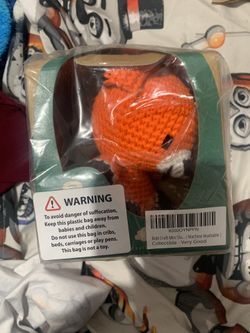 WARNING
To avoid danger of suffocation,
Keep this plastic bag away from
babies and children.
Do not use this bag in cribs,
beds, carriages or play pens.
This bag is not a toy.
Collectible - Very Good